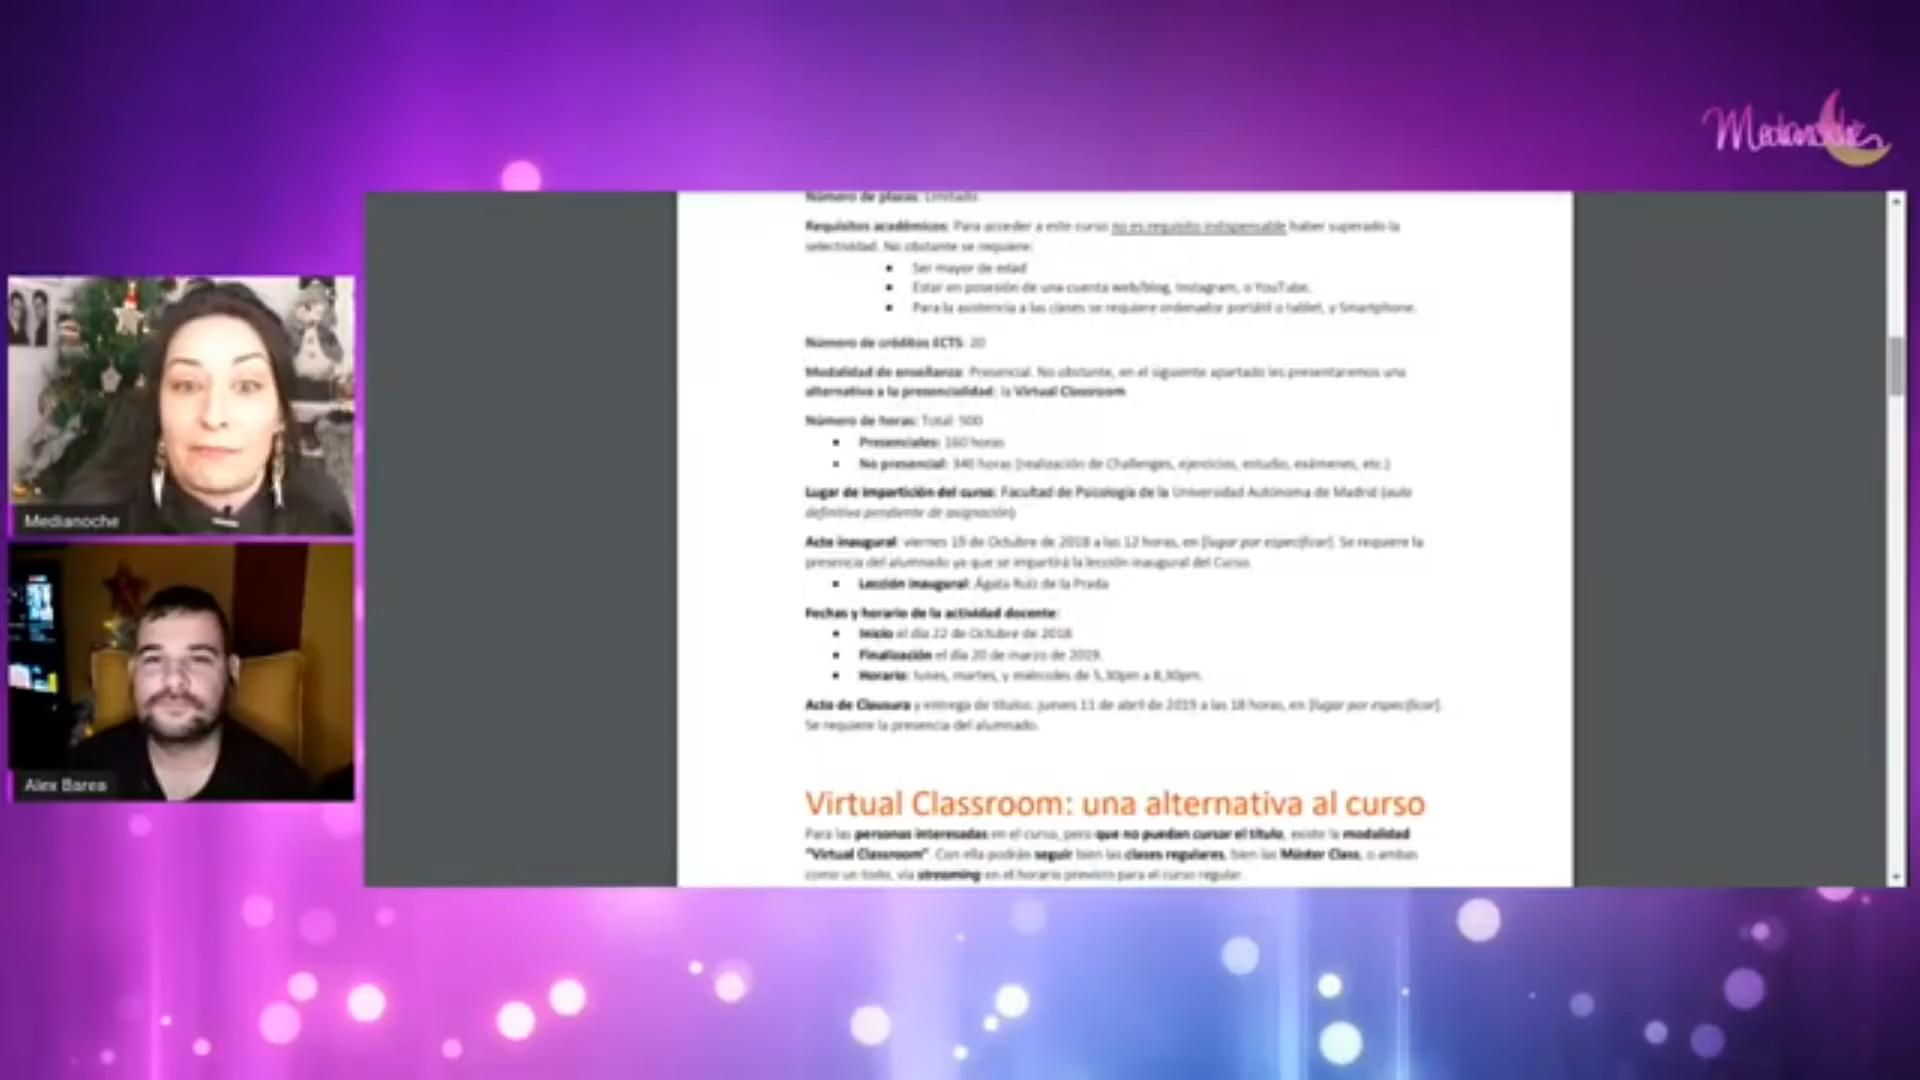 Medianoche
Número de plazas: Limitado
Requisitos académicos: Para acceder a este curso no es requisito indispensable haber superado la
selectividad. No obstante se requiere:
• Ser mayor de edad
• Estar en posesión de una cuenta web/blog, Instagram, o YouTube.
• Para la asistencia a las clases se requiere ordenador portátil o tablet, y Smartphone.
Número de créditos ECTS: 20
Modalidad de enseñanza: Presencial. No obstante, en el siguiente apartado les presentaremos una
alternativa a la presencialidad: la Virtual Classroom
Número de horas: Total: 500
• Presenciales: 160 horas
• No presencial: 340 horas (realización de Challenges, ejercicios, estudio, exámenes, etc.)
Lugar de impartición del curso: Facultad de Psicología de la Universidad Autónoma de Madrid (aula
definitiva pendiente de asignación)
Acto inaugural: viernes 19 de Octubre de 2018 a las 12 horas, en [lugar por especificar]. Se requiere la
presencia del alumnado ya que se impartirá la lección inaugural del Curso.
• Lección inaugural: Ágata Ruiz de la Prada
Fechas y horario de la actividad docente:
• Inicio el día 22 de Octubre de 2018
• Finalización el día 20 de marzo de 2019.
• Horario: lunes, martes, y miércoles de 5,30pm a 8,30pm.
Acto de Clausura y entrega de títulos: jueves 11 de abril de 2019 a las 18 horas, en [lugar por especificar].
Se requiere la presencia del alumnado.
Virtual Classroom: una alternativa al curso
Para las personas interesadas en el curso, pero que no puedan cursar el título, existe la modalidad
"Virtual Classroom". Con ella podrán seguir bien las clases regulares, bien las Máster Class, o ambas
como un todo, vía streaming en el horario previsto para el curso regular.
Medianoche
Alex Barea